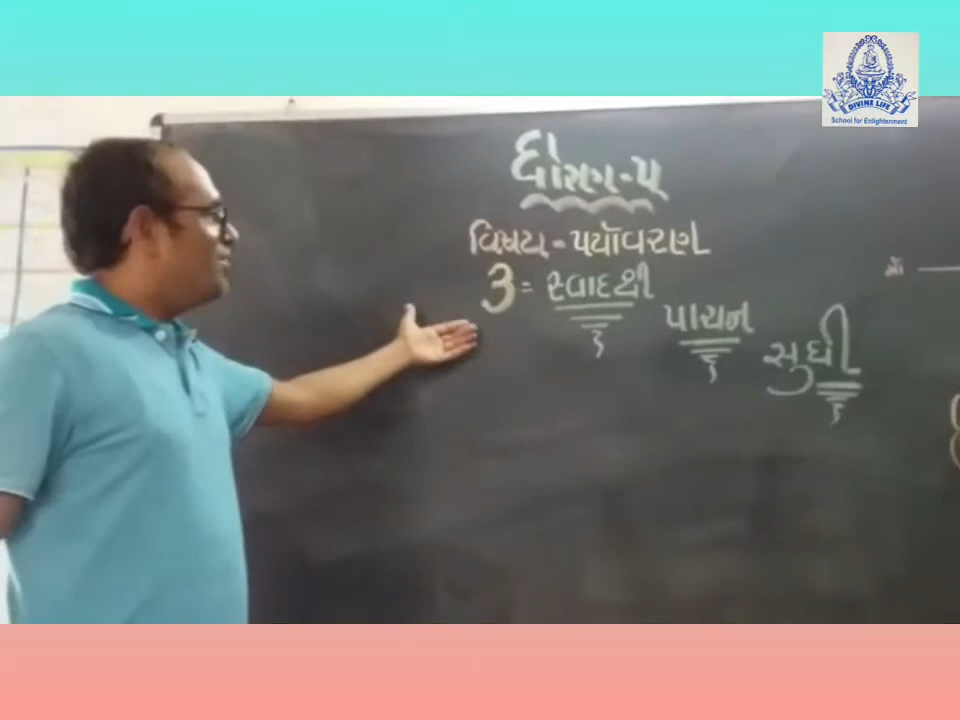 DIVINE LIFE
School for Enlightenment
ધોરણ-૫
વિષય = પર્યાવરણ
૩ = સ્વાદથી
પાચન
સુધી